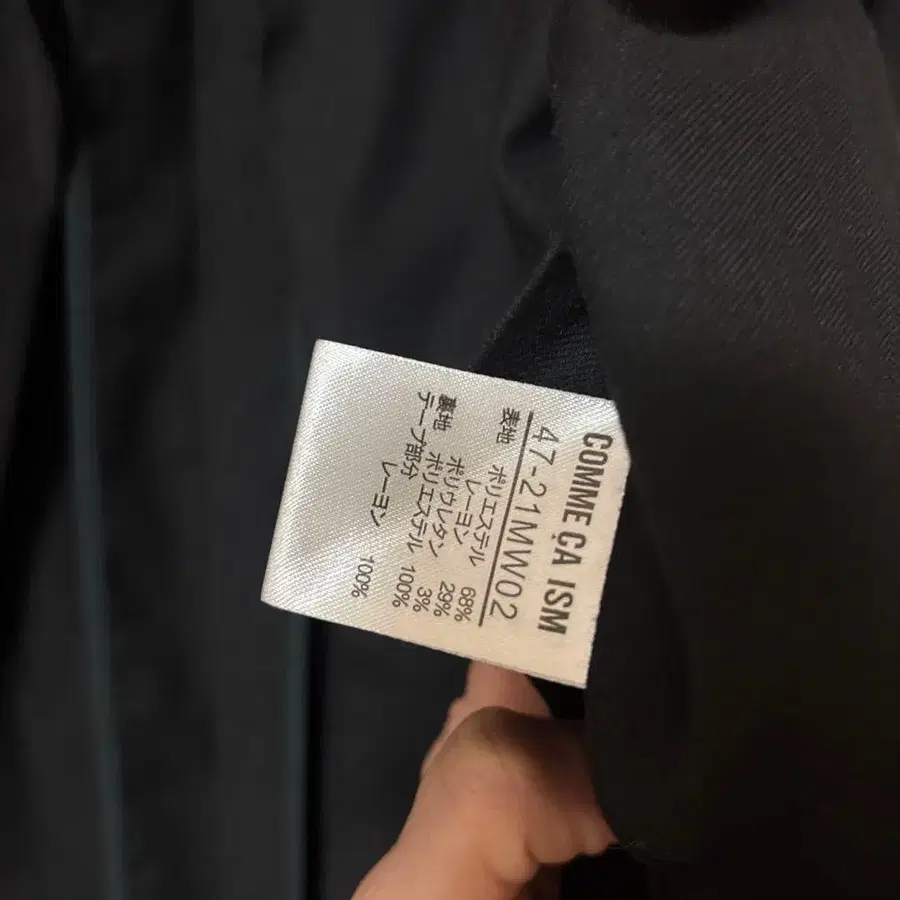 COMME ÇA ISM
47-21MW02
表地 ポリエステル 68%
レーヨン 29%
ポリウレタン 3%
裏地 ポリエステル 100%
テープ部分
レーヨン 100%